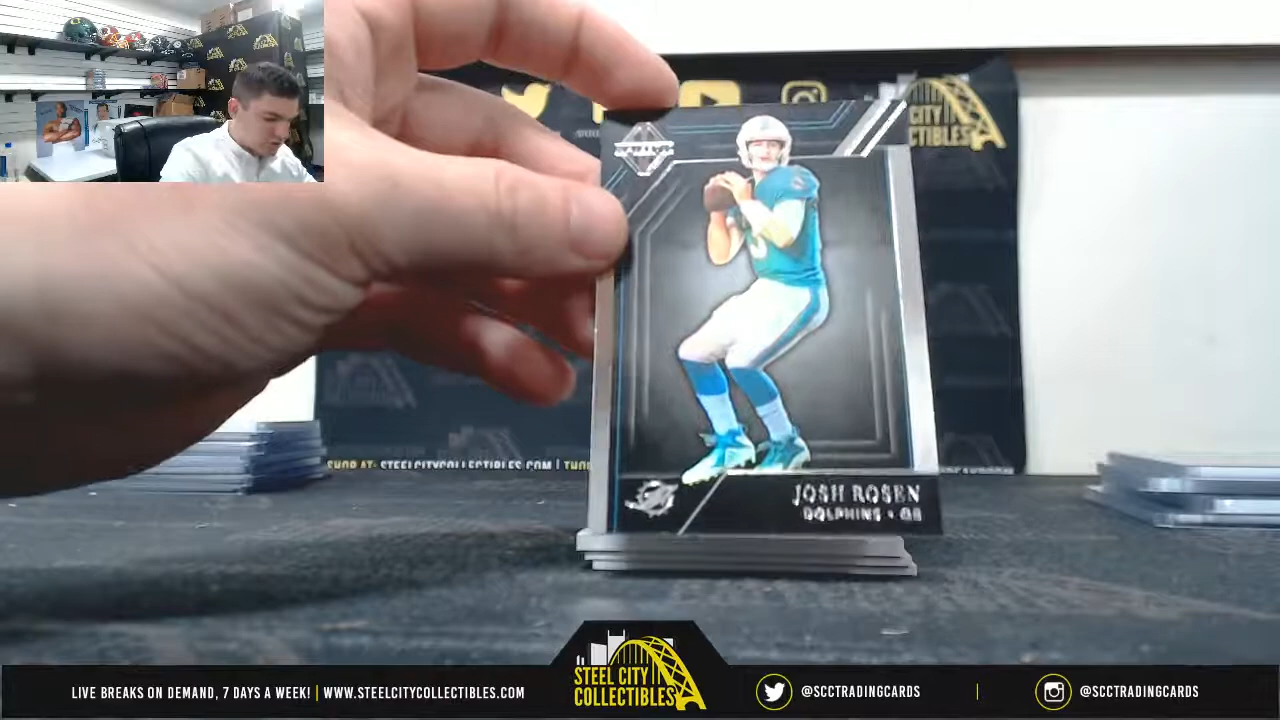 CITY
COLLECTIBLES
JOSH ROSEN
DOLPHINS • QB
SHOP AT: STEELCITYCOLLECTIBLES.COM |
LIVE BREAKS ON DEMAND, 7 DAYS A WEEK! | WWW.STEELCITYCOLLECTIBLES.COM
STEEL CITY
COLLECTIBLES
@SCCTRADINGCARDS | @SCCTRADINGCARDS